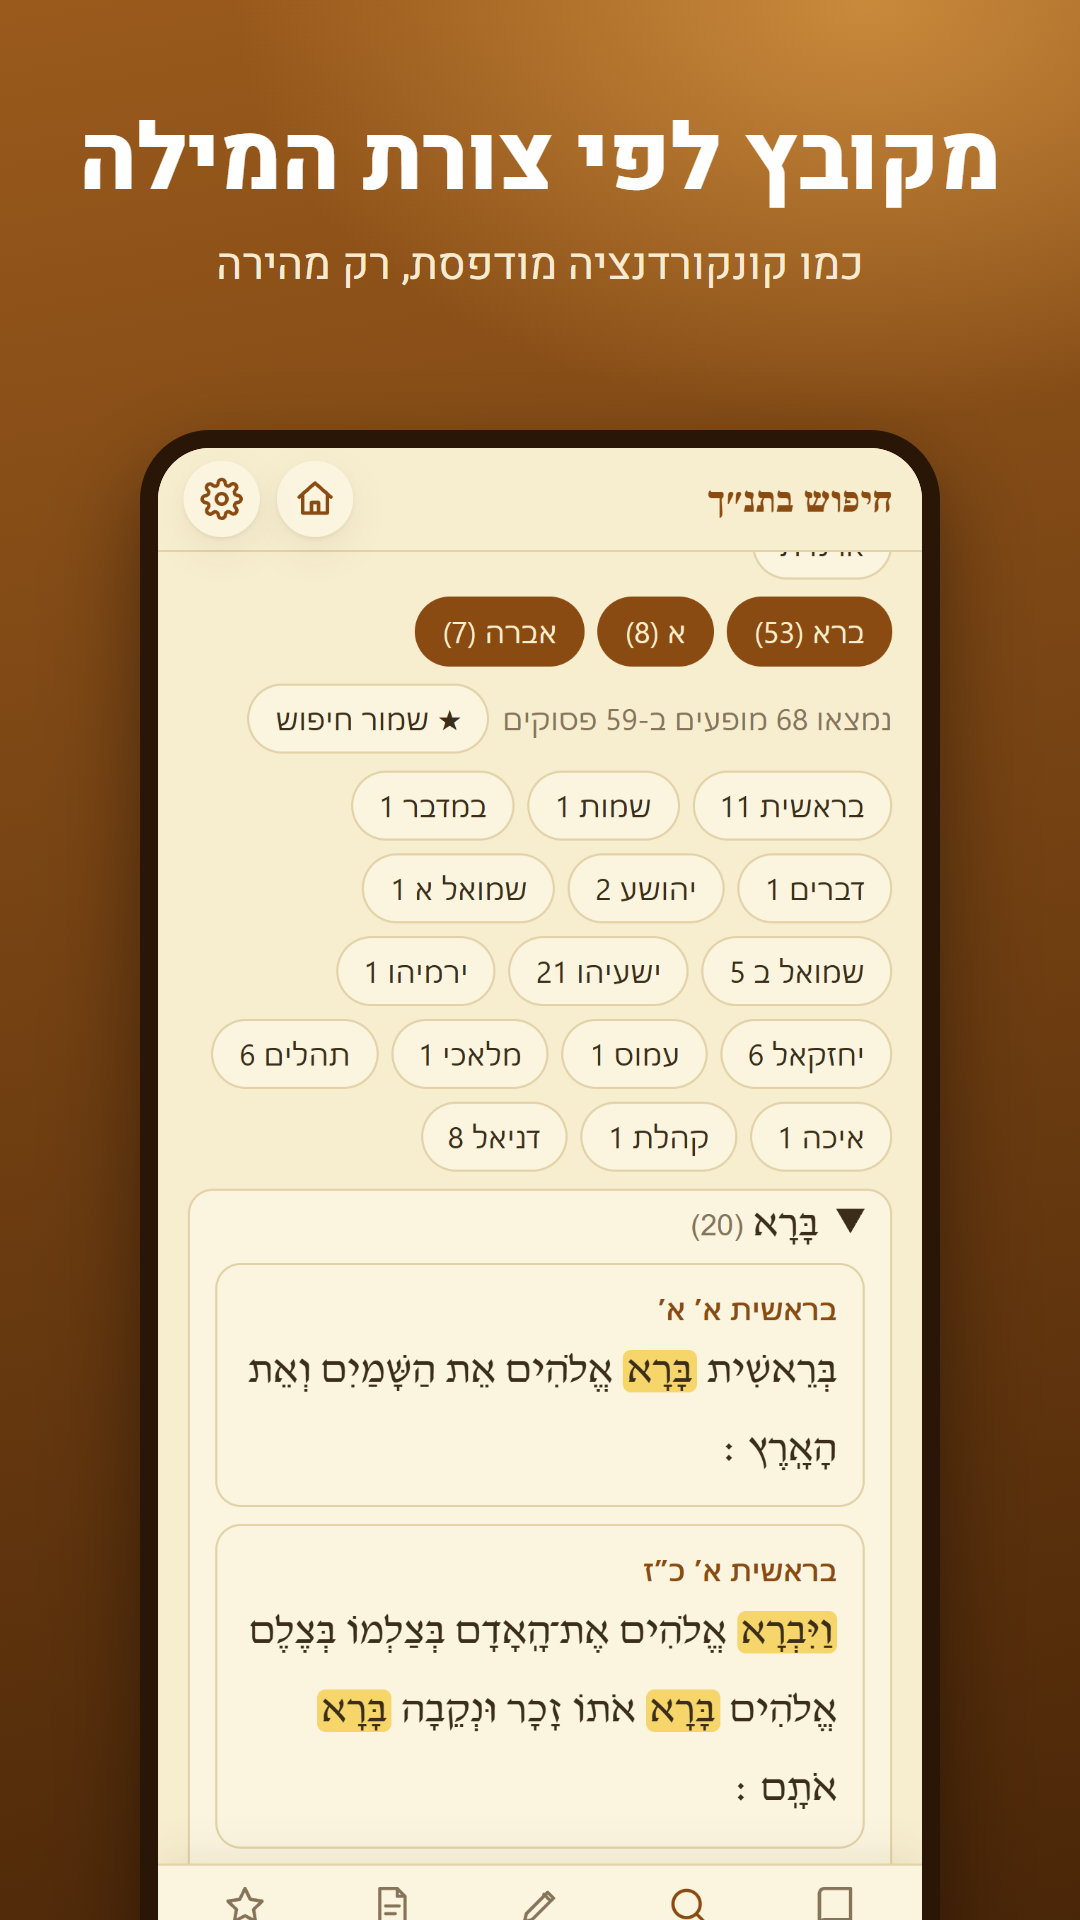 מקובץ לפי צורת המילה
כמו קונקורדנציה מודפסת, רק מהירה
חיפוש בתנ״ך
ברא (53) א (8) אברה (7)
נמצאו 68 מופעים ב-59 פסוקים ★ שמור חיפוש
בראשית 11 שמות 1 במדבר 1
דברים 1 יהושע 2 שמואל א 1
שמואל ב 5 ישעיהו 21 ירמיהו 1
יחזקאל 6 עמוס 1 מלאכי 1 תהלים 6
איכה 1 קהלת 1 דניאל 8
▼ בָּרָא (20)
בראשית א׳ א׳
בְּרֵאשִׁית בָּרָא אֱלֹהִים אֵת הַשָּׁמַיִם וְאֵת
הָאָֽרֶץ ׃
בראשית א׳ כ״ז
וַיִּבְרָא אֱלֹהִים אֶת־הָֽאָדָם בְּצַלְמוֹ בְּצֶלֶם
אֱלֹהִים בָּרָא אֹתוֹ זָכָר וּנְקֵבָה בָּרָא
אֹתָֽם ׃